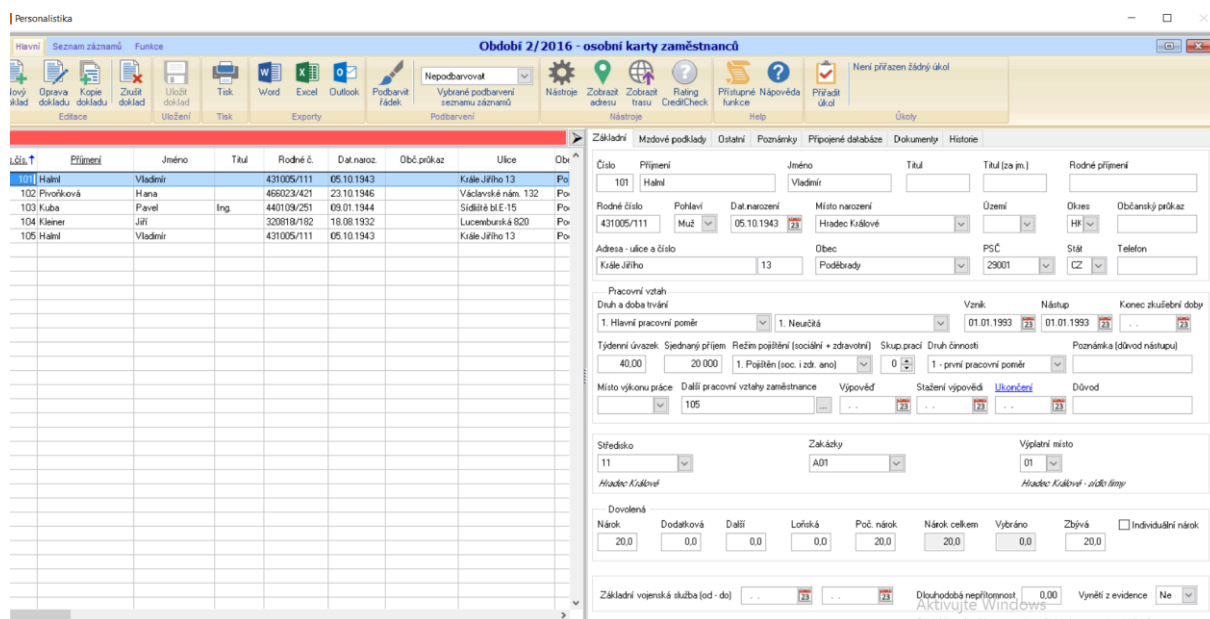 Personalistika
Hlavní Seznam záznamů Funkce
Období 2/2016 - osobní karty zaměstnanců
Oprava dokladu Kopie dokladu Zrušit doklad Uložit doklad Tisk Word Excel Outlook Podbarvit řádek Nepodbarvovat Vybrané podbarvení seznamu záznamů Nástroje Zobrazit adresu Zobrazit trasu Rating CreditCheck Přístupné funkce Nápověda Přiřadit úkol Není přiřazen žádný úkol
Editace Uložení Tisk Exporty Podbarvení Nástroje Help Úkoly
Příjmení Jméno Titul Rodné č. Dat.naroz. Obč.průkaz Ulice
101 Halml Vladimír 431005/111 05.10.1943 Krále Jiřího 13
102 Pivoňková Hana 466023/421 23.10.1946 Václavské nám. 132
103 Kuba Pavel Ing. 440109/251 09.01.1944 Sídliště bl.E-15
104 Kleiner Jiří 320818/182 18.08.1932 Lucemburská 820
105 Halml Vladimír 431005/111 05.10.1943 Krále Jiřího 13
Základní Mzdové podklady Ostatní Poznámky Připojené databáze Dokumenty Historie
Číslo Příjmení Jméno Titul Titul (za jm.) Rodné příjmení
101 Halml Vladimír
Rodné číslo Pohlaví Dat.narození Místo narození Území Okres Občanský průkaz
431005/111 Muž 05.10.1943 23 Hradec Králové HK
Adresa - ulice a číslo Obec PSČ Stát Telefon
Krále Jiřího 13 Poděbrady 29001 CZ
Pracovní vztah
Druh a doba trvání Vznik Nástup Konec zkušební doby
1. Hlavní pracovní poměr 1. Neurčitá 01.01.1993 23 01.01.1993 23 . . 23
Týdenní úvazek Sjednaný příjem Režim pojištění (sociální + zdravotní) Skup.prací Druh činnosti Poznámka (důvod nástupu)
40,00 20 000 1. Pojištěn (soc. i zdr. ano) 0 1 - první pracovní poměr
Místo výkonu práce Další pracovní vztahy zaměstnance Výpověď Stažení výpovědi Ukončení Důvod
105 ... . . 23 . . 23 . . 23
Středisko Zakázky Výplatní místo
11 A01 01
Hradec Králové Hradec Králové - sídlo firmy
Dovolená
Nárok Dodatková Další Loňská Poč. nárok Nárok celkem Vybráno Zbývá Individuální nárok
20,0 0,0 0,0 0,0 20,0 20,0 0,0 20,0
Základní vojenská služba (od - do) . . 23 . . 23 Dlouhodobá nepřítomnost 0,00 Vynětí z evidence Ne
Aktivujte Windows